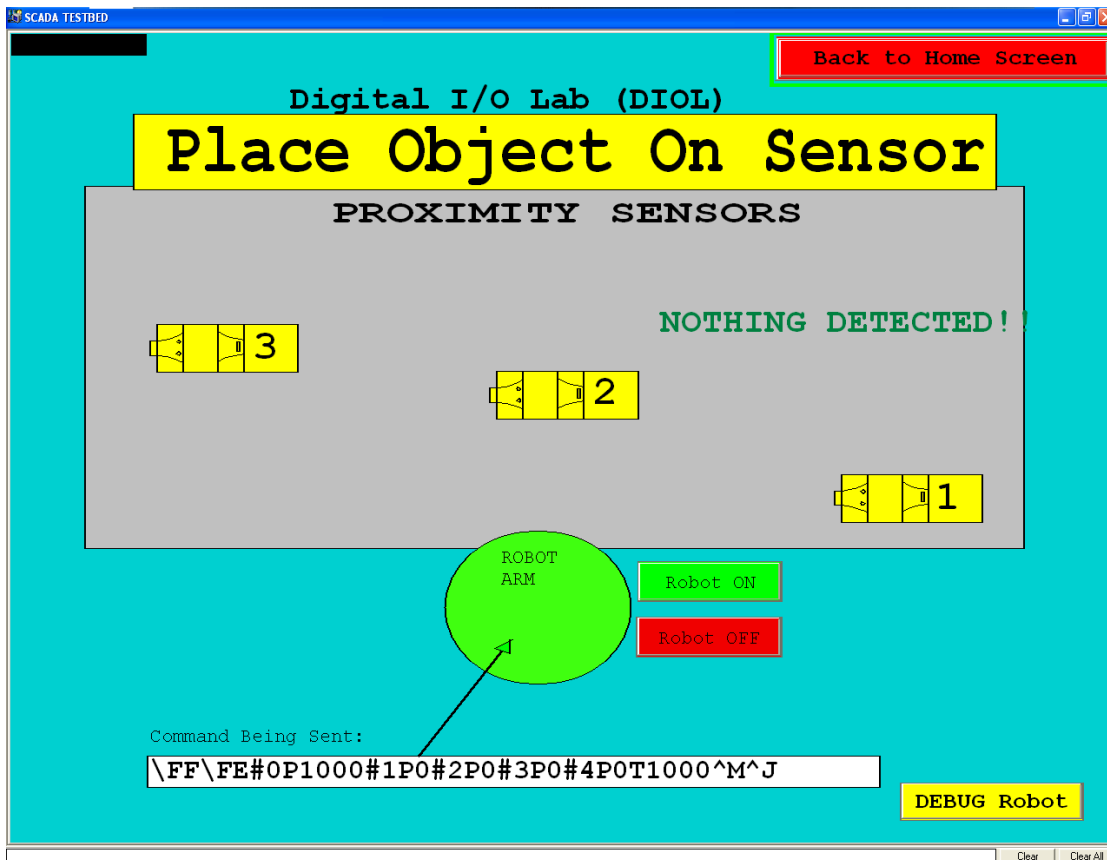 SCADA TESTBED
Back to Home Screen
Digital I/O Lab (DIOL)
Place Object On Sensor
PROXIMITY SENSORS
NOTHING DETECTED!!
3
2
1
ROBOT
ARM
Robot ON
Robot OFF
Command Being Sent:
\FF\FE#0P1000#1P0#2P0#3P0#4P0T1000^M^J
DEBUG Robot
Clear
Clear All